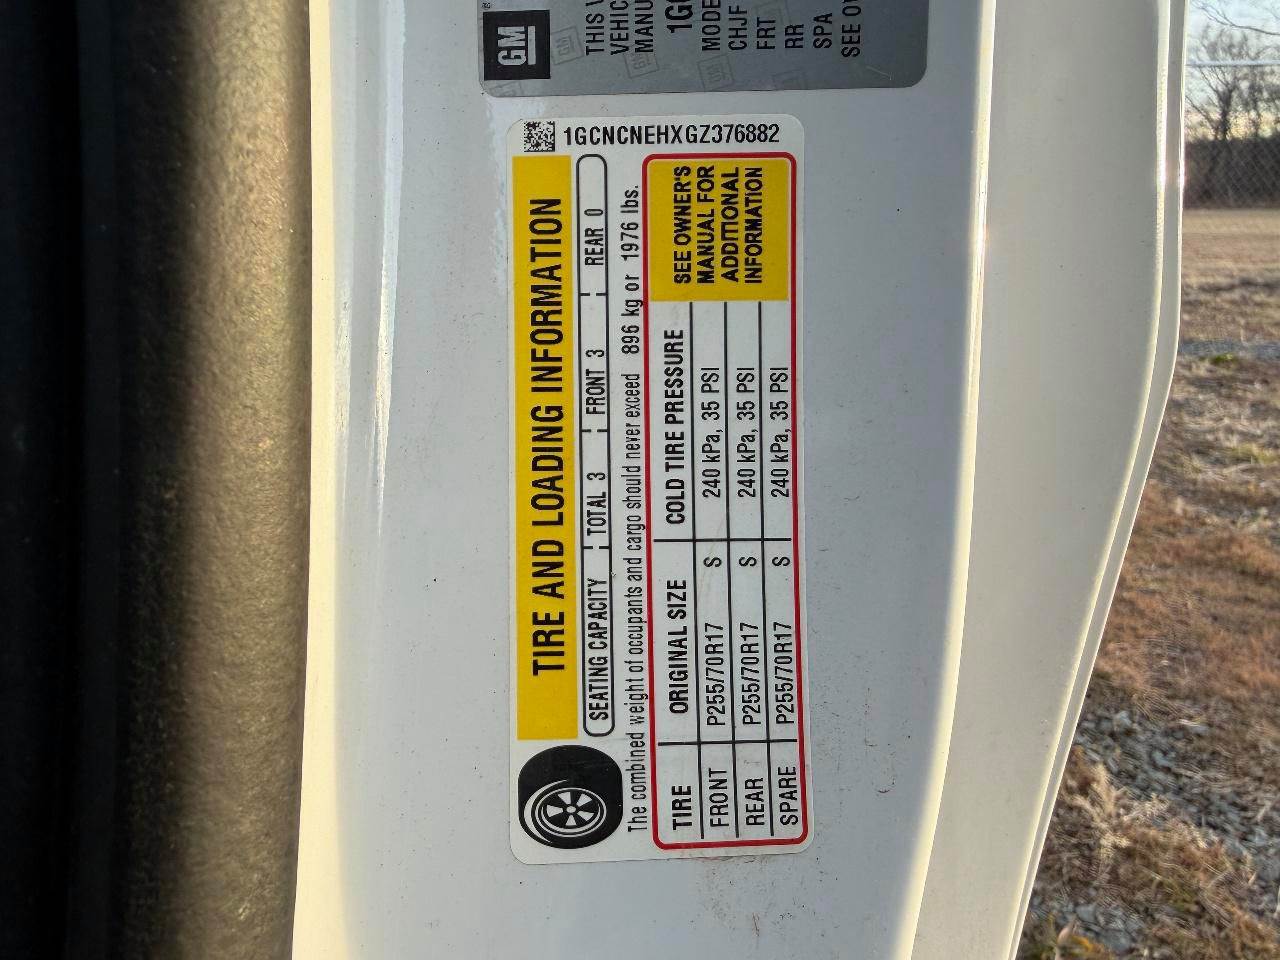 GM
GM
THIS V
VEHIC
MANU
1G
MODE
CHJF
FRT
RR
SPA
SEE O
1GCNCNEHXGZ376882
TIRE AND LOADING INFORMATION
SEATING CAPACITY TOTAL 3 FRONT 3 REAR 0
The combined weight of occupants and cargo should never exceed 896 kg or 1976 lbs.
TIRE ORIGINAL SIZE COLD TIRE PRESSURE
FRONT P255/70R17 S 240 kPa, 35 PSI
REAR P255/70R17 S 240 kPa, 35 PSI
SPARE P255/70R17 S 240 kPa, 35 PSI
SEE OWNER'S
MANUAL FOR
ADDITIONAL
INFORMATION